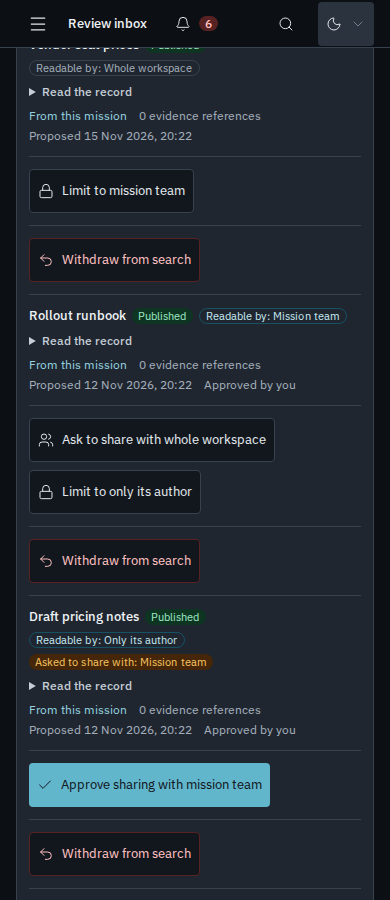 Review inbox
6
Readable by: Whole workspace
Read the record
From this mission 0 evidence references
Proposed 15 Nov 2026, 20:22
Limit to mission team
Withdraw from search
Rollout runbook Published Readable by: Mission team
Read the record
From this mission 0 evidence references
Proposed 12 Nov 2026, 20:22 Approved by you
Ask to share with whole workspace
Limit to only its author
Withdraw from search
Draft pricing notes Published
Readable by: Only its author
Asked to share with: Mission team
Read the record
From this mission 0 evidence references
Proposed 12 Nov 2026, 20:22 Approved by you
Approve sharing with mission team
Withdraw from search